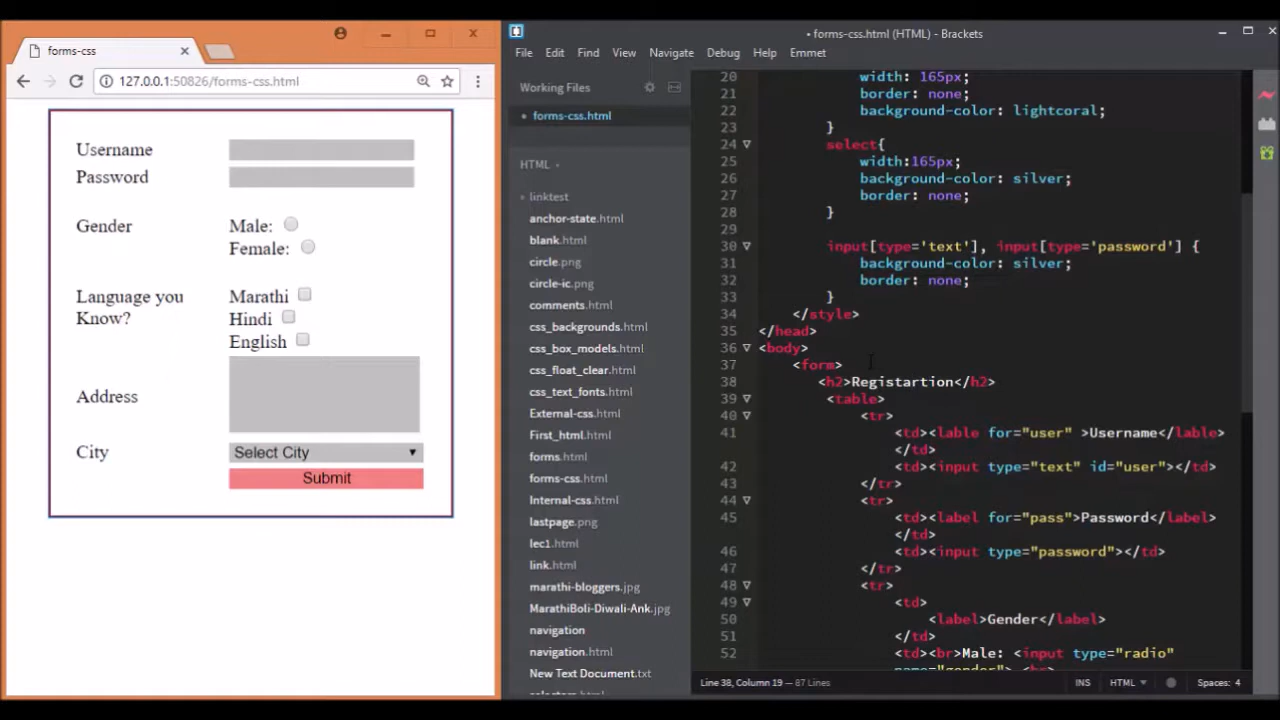 forms-css
127.0.0.1:50826/forms-css.html
Username
Password
Gender
Male:
Female:
Language you
Know?
Marathi
Hindi
English
Address
City
Select City
Submit
• forms-css.html (HTML) - Brackets
File Edit Find View Navigate Debug Help Emmet
Working Files
forms-css.html
HTML
linktest
anchor-state.html
blank.html
circle.png
circle-ic.png
comments.html
css_backgrounds.html
css_box_models.html
css_float_clear.html
css_text_fonts.html
External-css.html
First_html.html
forms.html
forms-css.html
Internal-css.html
lastpage.png
lec1.html
link.html
marathi-bloggers.jpg
MarathiBoli-Diwali-Ank.jpg
navigation
navigation.html
New Text Document.txt
20 width: 165px;
21 border: none;
22 background-color: lightcoral;
23 }
24 select{
25 width:165px;
26 background-color: silver;
27 border: none;
28 }
29
30 input[type='text'], input[type='password'] {
31 background-color: silver;
32 border: none;
33 }
34 </style>
35 </head>
36 <body>
37 <form>
38 <h2>Registartion</h2>
39 <table>
40 <tr>
41 <td><lable for="user" >Username</lable>
</td>
42 <td><input type="text" id="user"></td>
43 </tr>
44 <tr>
45 <td><label for="pass">Password</label>
</td>
46 <td><input type="password"></td>
47 </tr>
48 <tr>
49 <td>
50 <label>Gender</label>
51 </td>
52 <td><br>Male: <input type="radio"
Line 38, Column 19 — 87 Lines
INS HTML Spaces: 4